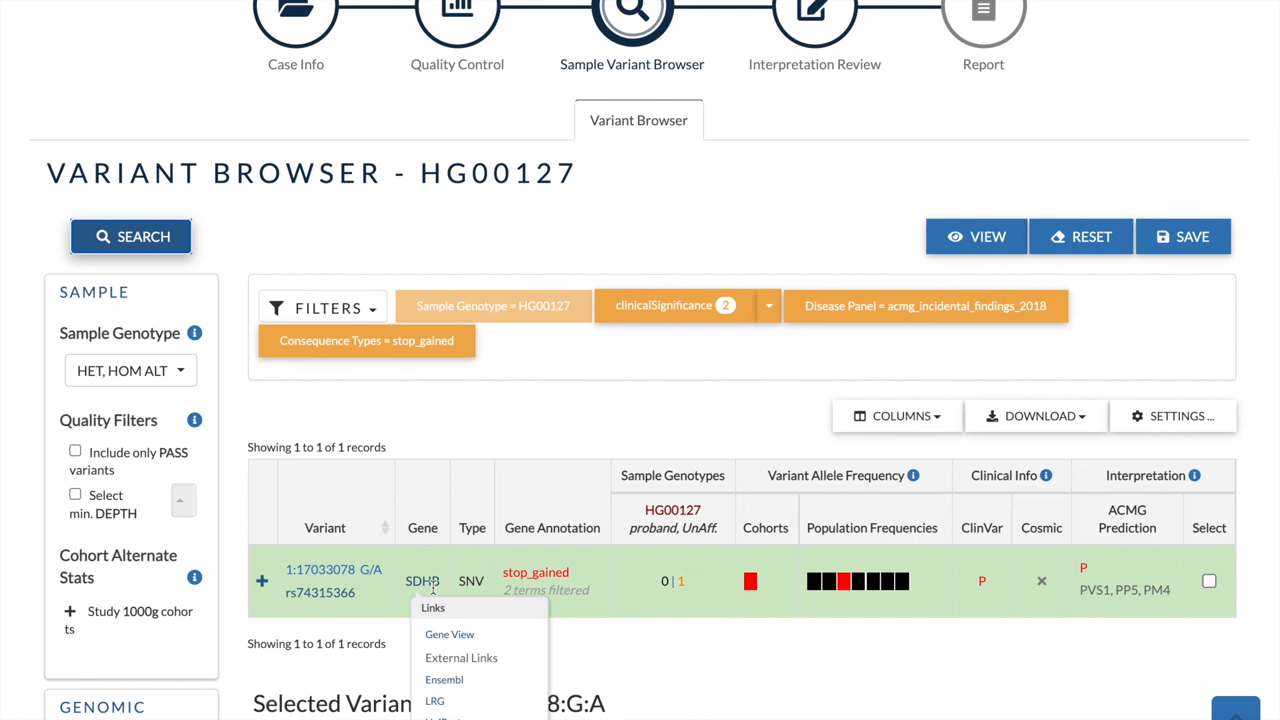 Case Info
Quality Control
Sample Variant Browser
Interpretation Review
Report
Variant Browser
VARIANT BROWSER - HG00127
SEARCH
VIEW
RESET
SAVE
SAMPLE
Sample Genotype
HET, HOM ALT
Quality Filters
Include only PASS
variants
Select
min. DEPTH
Cohort Alternate
Stats
+ Study 1000g cohor
ts
GENOMIC
FILTERS
Sample Genotype = HG00127
clinicalSignificance 2
Disease Panel = acmg_incidental_findings_2018
Consequence Types = stop_gained
COLUMNS
DOWNLOAD
SETTINGS ...
Showing 1 to 1 of 1 records
Sample Genotypes
Variant Allele Frequency
Clinical Info
Interpretation
Variant
Gene
Type
Gene Annotation
HG00127
proband, UnAff.
Cohorts
Population Frequencies
ClinVar
Cosmic
ACMG
Prediction
Select
1:17033078 G/A
rs74315366
SDHB
SNV
stop_gained
2 terms filtered
0 | 1
P
P
PVS1, PP5, PM4
Links
Gene View
External Links
Ensembl
LRG
Showing 1 to 1 of 1 records
Selected Varian
8:G:A